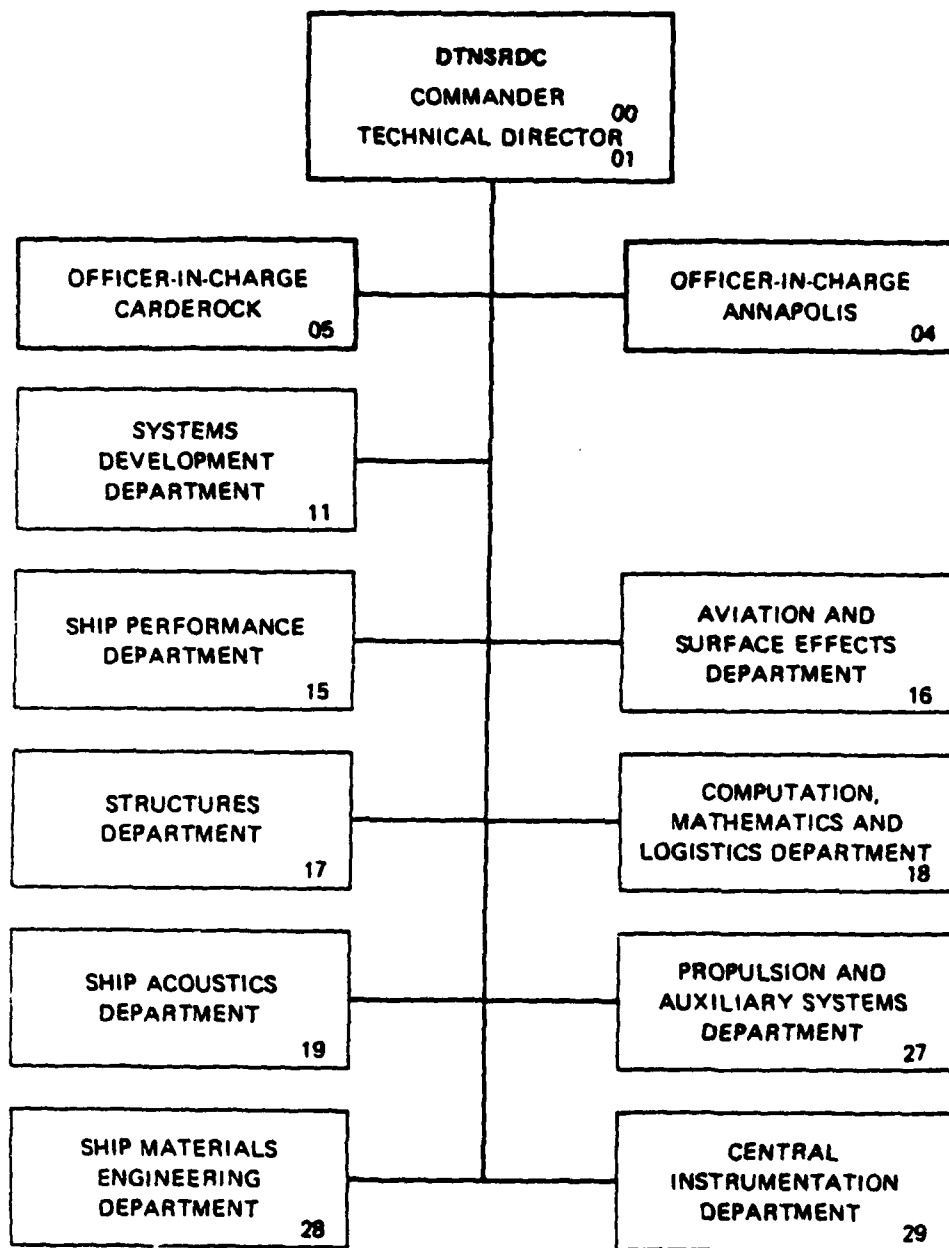 DTNSRDC
COMMANDER 00
TECHNICAL DIRECTOR 01
OFFICER-IN-CHARGE
CARDEROCK
05
OFFICER-IN-CHARGE
ANNAPOLIS
04
SYSTEMS
DEVELOPMENT
DEPARTMENT
11
SHIP PERFORMANCE
DEPARTMENT
15
AVIATION AND
SURFACE EFFECTS
DEPARTMENT
16
STRUCTURES
DEPARTMENT
17
COMPUTATION,
MATHEMATICS AND
LOGISTICS DEPARTMENT
18
SHIP ACOUSTICS
DEPARTMENT
19
PROPULSION AND
AUXILIARY SYSTEMS
DEPARTMENT
27
SHIP MATERIALS
ENGINEERING
DEPARTMENT
28
CENTRAL
INSTRUMENTATION
DEPARTMENT
29